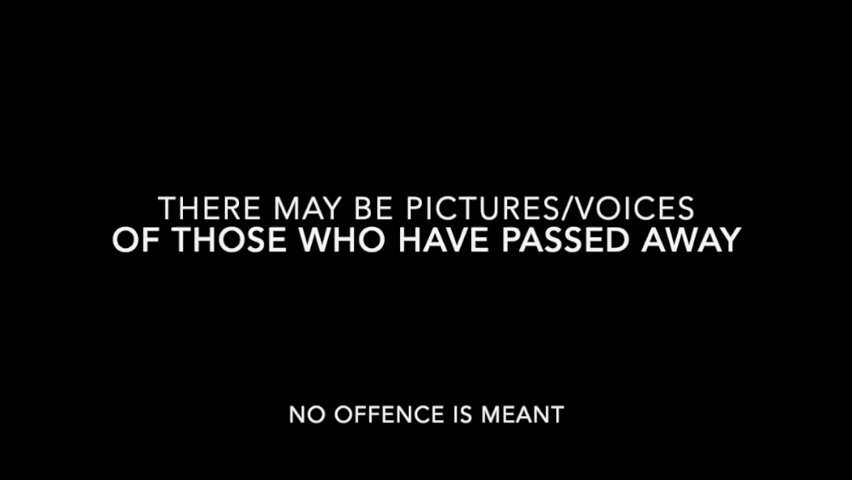 THERE MAY BE PICTURES/VOICES
OF THOSE WHO HAVE PASSED AWAY
NO OFFENCE IS MEANT